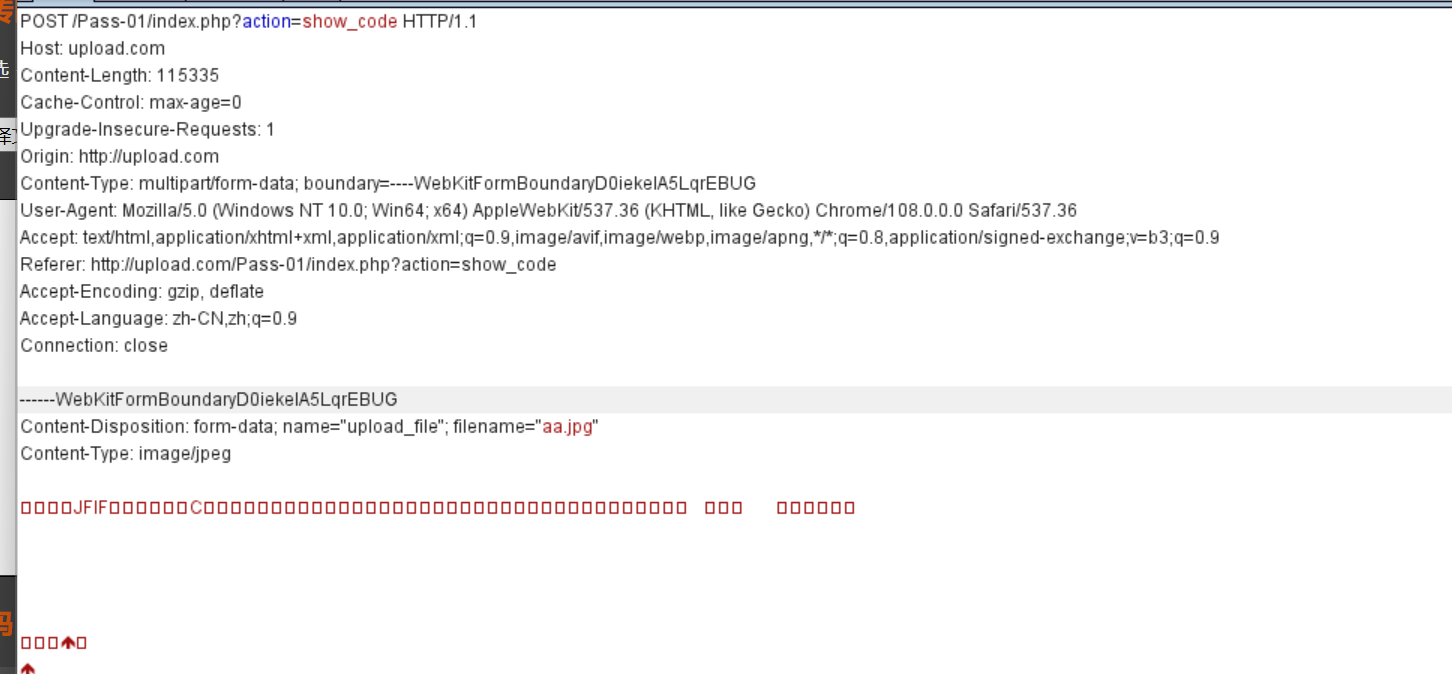 POST /Pass-01/index.php?action=show_code HTTP/1.1
Host: upload.com
Content-Length: 115335
Cache-Control: max-age=0
Upgrade-Insecure-Requests: 1
Origin: http://upload.com
Content-Type: multipart/form-data; boundary=----WebKitFormBoundaryD0iekelA5LqrEBUG
User-Agent: Mozilla/5.0 (Windows NT 10.0; Win64; x64) AppleWebKit/537.36 (KHTML, like Gecko) Chrome/108.0.0.0 Safari/537.36
Accept: text/html,application/xhtml+xml,application/xml;q=0.9,image/avif,image/webp,image/apng,*/*;q=0.8,application/signed-exchange;v=b3;q=0.9
Referer: http://upload.com/Pass-01/index.php?action=show_code
Accept-Encoding: gzip, deflate
Accept-Language: zh-CN,zh;q=0.9
Connection: close
------WebKitFormBoundaryD0iekelA5LqrEBUG
Content-Disposition: form-data; name="upload_file"; filename="aa.jpg"
Content-Type: image/jpeg
JFIF C